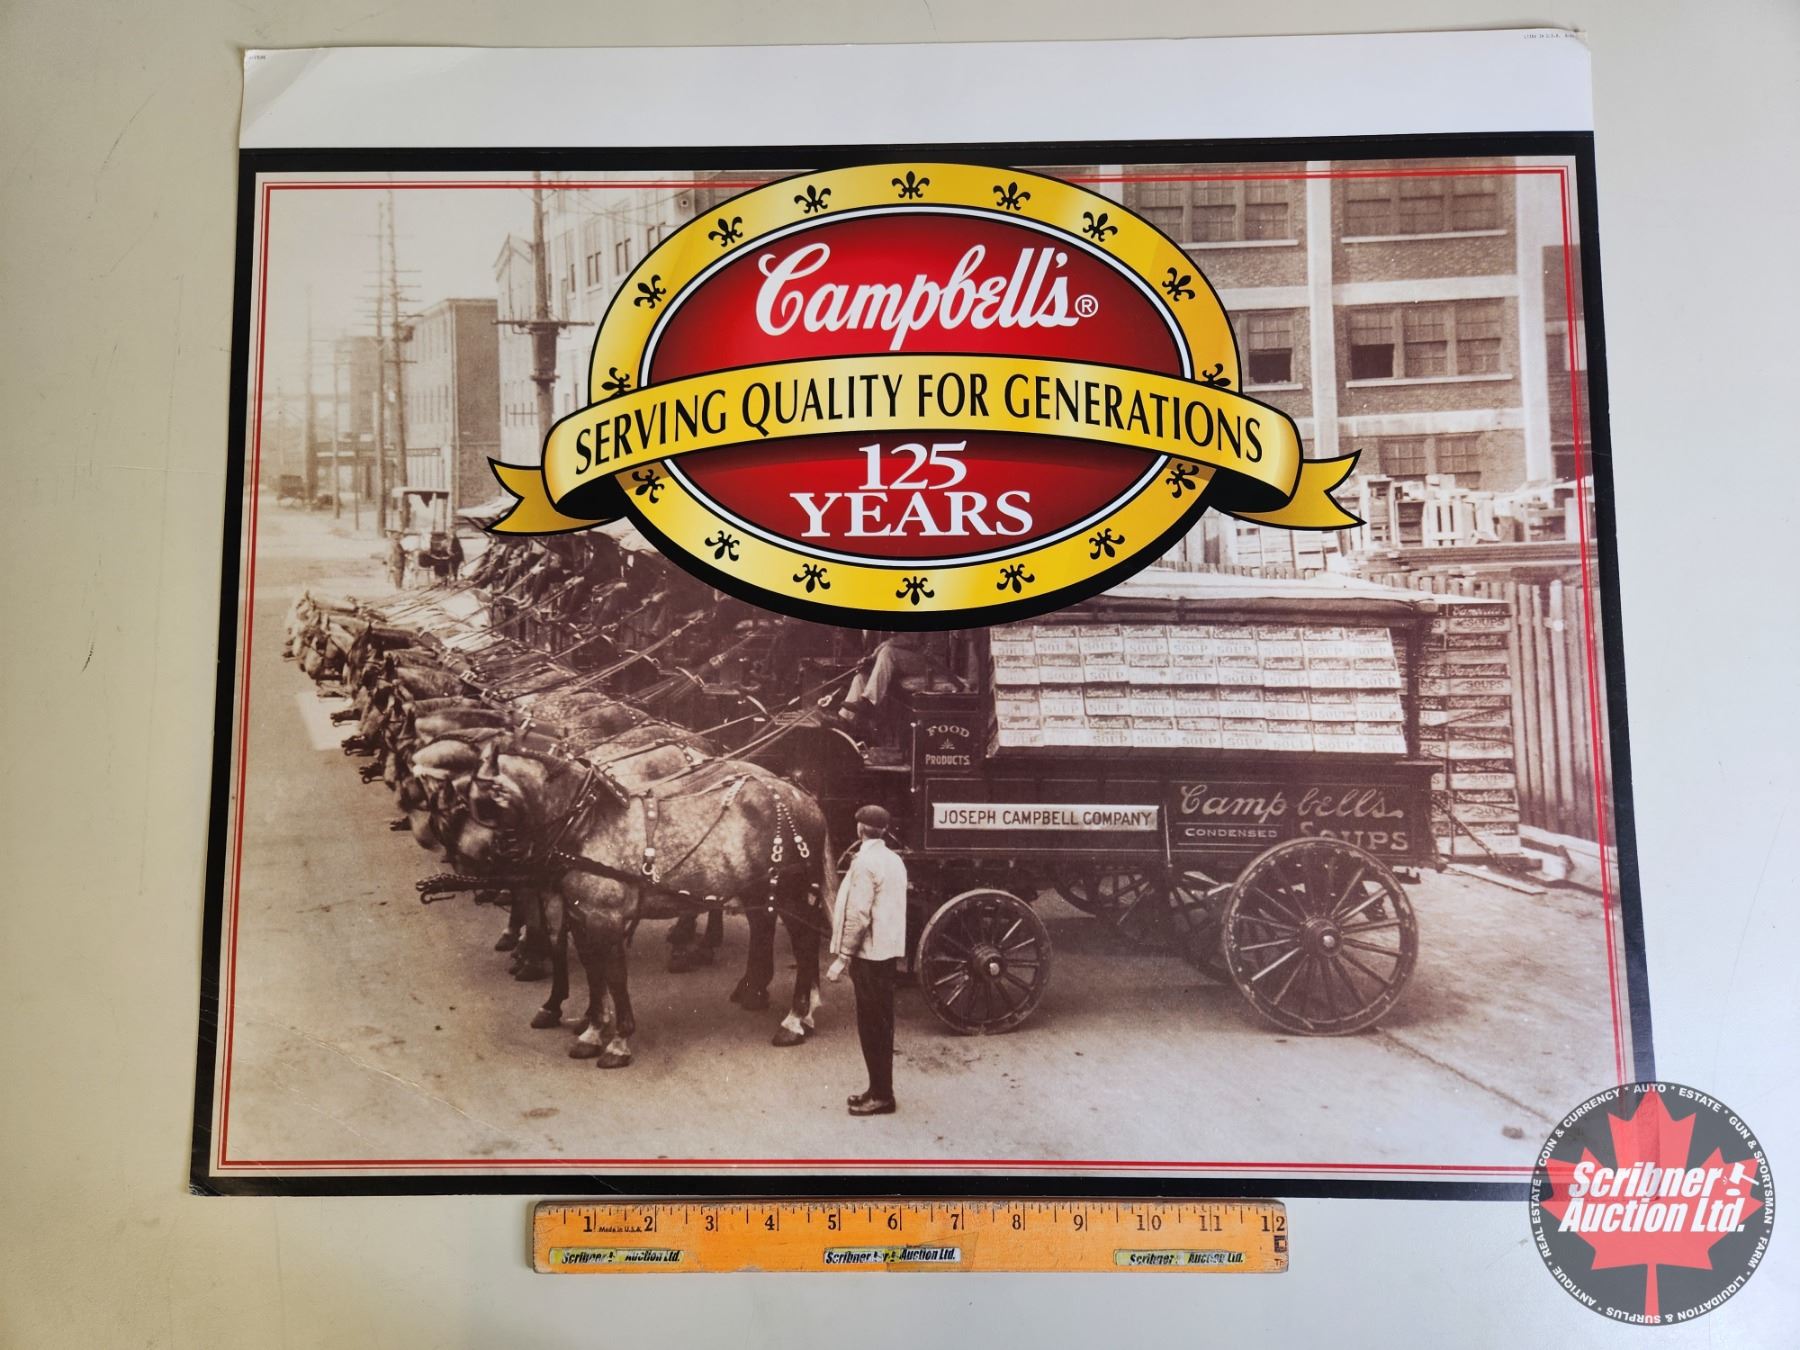 Campbell's®
SERVING QUALITY FOR GENERATIONS
125
YEARS
FOOD
PRODUCTS
JOSEPH CAMPBELL COMPANY
Campbell's
CONDENSED SOUPS
1 2 3 4 5 6 7 8 9 10 11 12
Made in U.S.A.
Scribner Auction Ltd. Scribner Auction Ltd. Scribner Auction Ltd.
Scribner
Auction Ltd.
COIN & CURRENCY * AUTO * ESTATE * GUN & SPORTSMAN * FARM * LIQUIDATION & SURPLUS * ANTIQUE * REAL ESTATE *